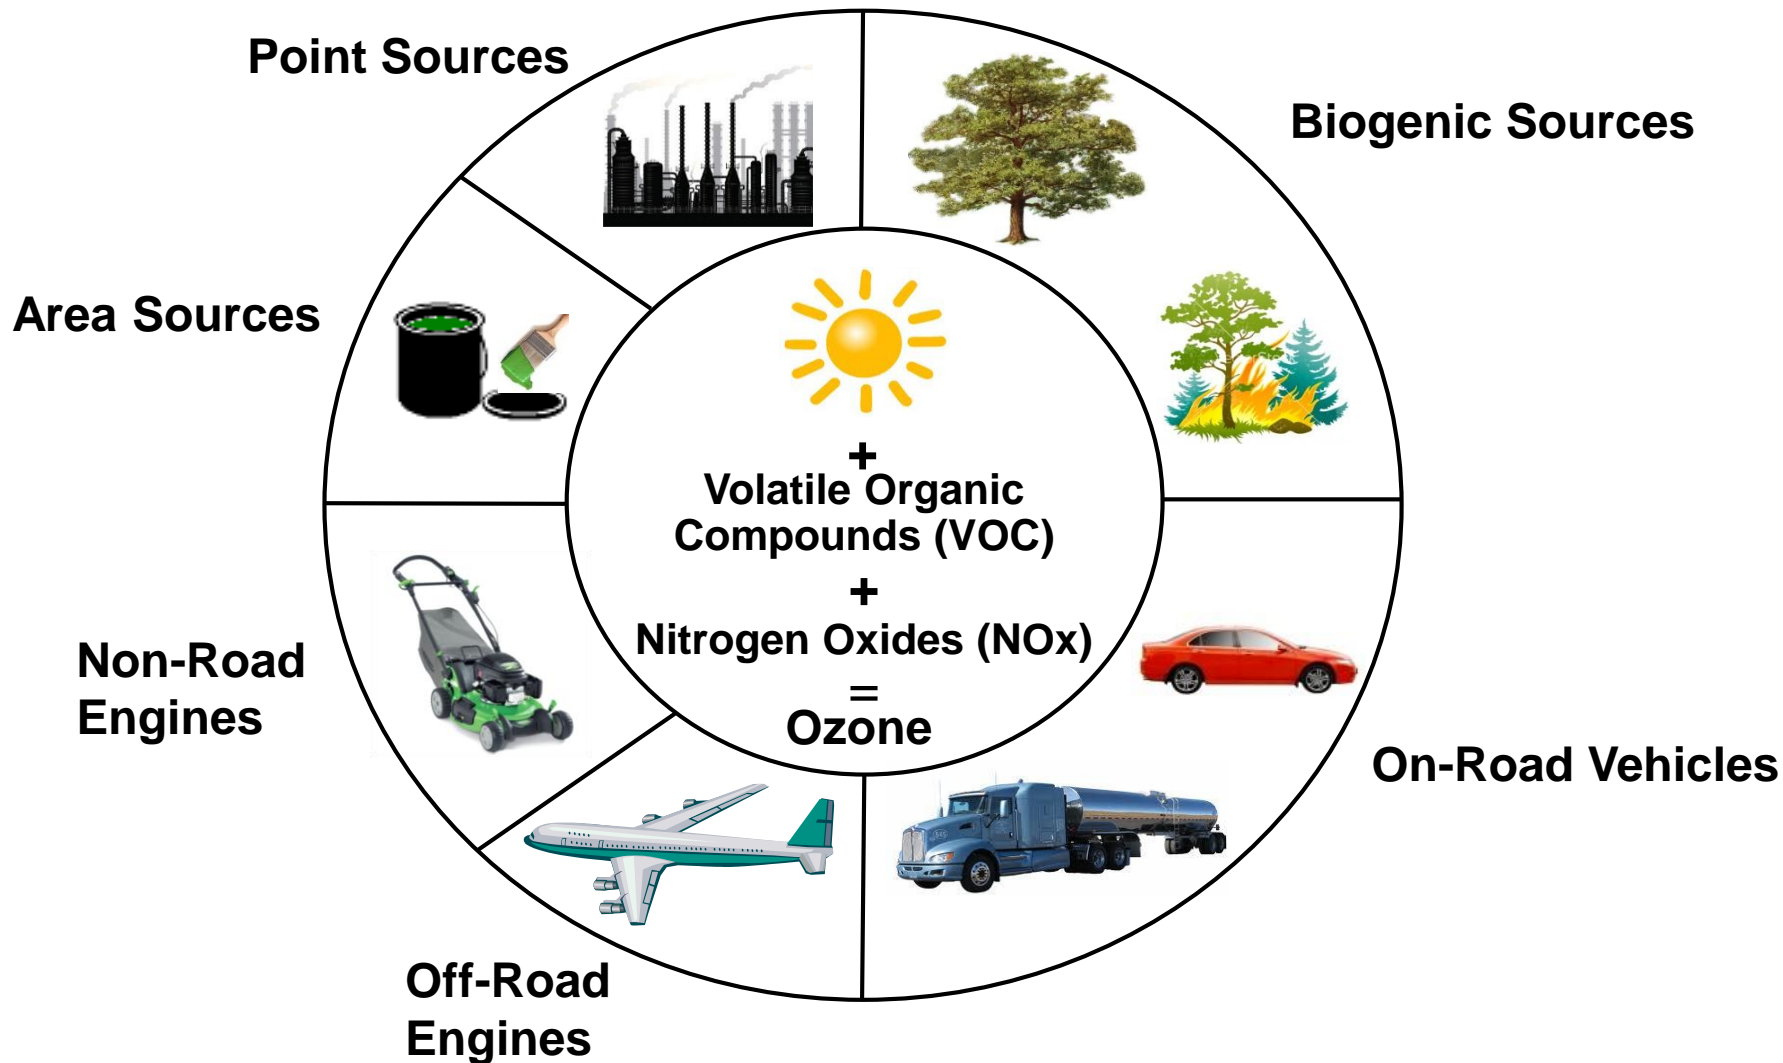 Point Sources
Biogenic Sources
Area Sources
+
Volatile Organic
Compounds (VOC)
+
Nitrogen Oxides (NOx)
=
Ozone
Non-Road
Engines
On-Road Vehicles
Off-Road
Engines